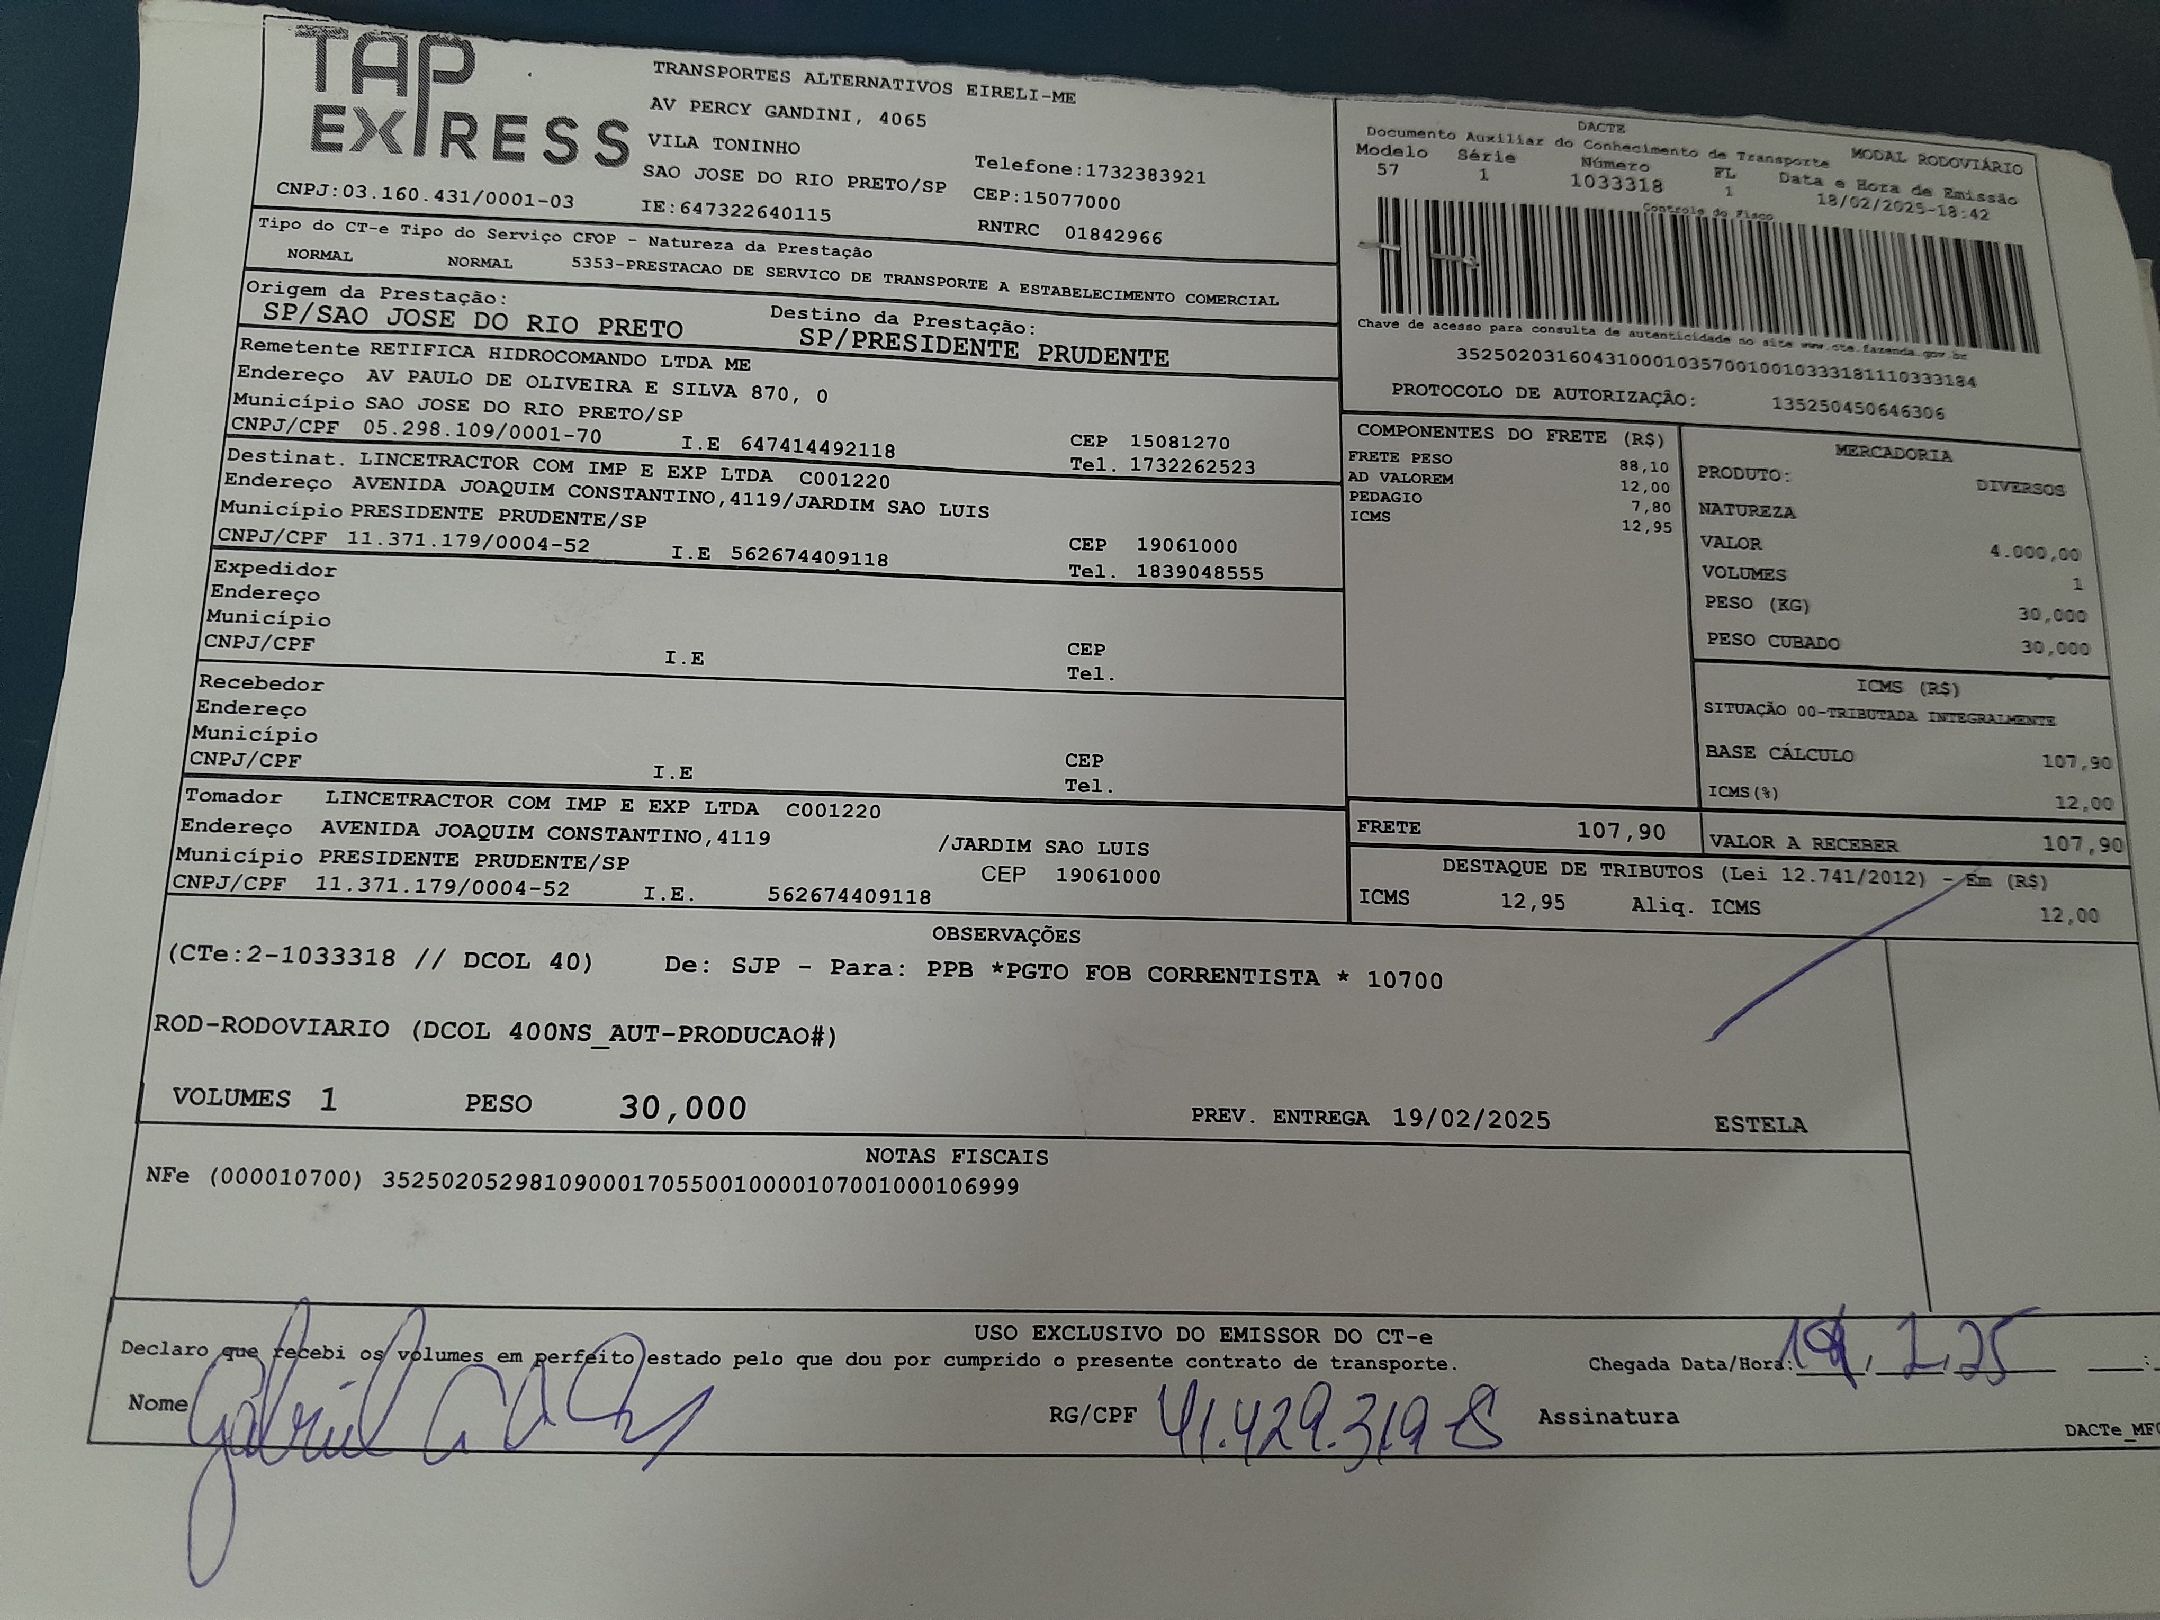 TAP
EXPRESS
TRANSPORTES ALTERNATIVOS EIRELI-ME
AV PERCY GANDINI, 4065
VILA TONINHO
SAO JOSE DO RIO PRETO/SP
IE:647322640115
Telefone:1732383921
CEP:15077000
RNTRC 01842966
CNPJ:03.160.431/0001-03
DACTE
Documento Auxiliar do Conhecimento de Transporte
MODAL RODOVIÁRIO
Modelo Série Número FL Data e Hora de Emissão
57 1 1033318 1 18/02/2025-18:42
Controle do Fisco
Chave de acesso para consulta de autenticidade no site www.cte.fazenda.gov.br
35250203160431000103570010010333181110333184
PROTOCOLO DE AUTORIZAÇÃO: 135250450646306
Tipo do CT-e Tipo do Serviço CFOP - Natureza da Prestação
NORMAL NORMAL 5353-PRESTACAO DE SERVICO DE TRANSPORTE A ESTABELECIMENTO COMERCIAL
Origem da Prestação: Destino da Prestação:
SP/SAO JOSE DO RIO PRETO SP/PRESIDENTE PRUDENTE
Remetente RETIFICA HIDROCOMANDO LTDA ME
Endereço AV PAULO DE OLIVEIRA E SILVA 870, 0
Município SAO JOSE DO RIO PRETO/SP CEP 15081270
CNPJ/CPF 05.298.109/0001-70 I.E 647414492118 Tel. 1732262523
Destinat. LINCETRACTOR COM IMP E EXP LTDA C001220
Endereço AVENIDA JOAQUIM CONSTANTINO,4119/JARDIM SAO LUIS
Município PRESIDENTE PRUDENTE/SP CEP 19061000
CNPJ/CPF 11.371.179/0004-52 I.E 562674409118 Tel. 1839048555
Expedidor
Endereço
Município CEP
CNPJ/CPF I.E Tel.
Recebedor
Endereço
Município CEP
CNPJ/CPF I.E Tel.
Tomador LINCETRACTOR COM IMP E EXP LTDA C001220
Endereço AVENIDA JOAQUIM CONSTANTINO,4119 /JARDIM SAO LUIS
Município PRESIDENTE PRUDENTE/SP CEP 19061000
CNPJ/CPF 11.371.179/0004-52 I.E. 562674409118
COMPONENTES DO FRETE (R$)
FRETE PESO 88,10
AD VALOREM 12,00
PEDAGIO 7,80
ICMS 12,95
MERCADORIA
PRODUTO: DIVERSOS
NATUREZA
VALOR 4.000,00
VOLUMES 1
PESO (KG) 30,000
PESO CUBADO 30,000
ICMS (R$)
SITUAÇÃO 00-TRIBUTADA INTEGRALMENTE
BASE CÁLCULO 107,90
ICMS(%) 12,00
FRETE 107,90 VALOR A RECEBER 107,90
DESTAQUE DE TRIBUTOS (Lei 12.741/2012) - Em (R$)
ICMS 12,95 Aliq. ICMS 12,00
OBSERVAÇÕES
(CTe:2-1033318 // DCOL 40) De: SJP - Para: PPB *PGTO FOB CORRENTISTA * 10700
ROD-RODOVIARIO (DCOL 400NS_AUT-PRODUCAO#)
VOLUMES 1 PESO 30,000 PREV. ENTREGA 19/02/2025 ESTELA
NOTAS FISCAIS
NFe (000010700) 35250205298109000170550010000107001000106999
USO EXCLUSIVO DO EMISSOR DO CT-e
Declaro que recebi os volumes em perfeito estado pelo que dou por cumprido o presente contrato de transporte. Chegada Data/Hora:
Nome Gabriel RG/CPF 41.429.319-8 Assinatura
DACTe_MF